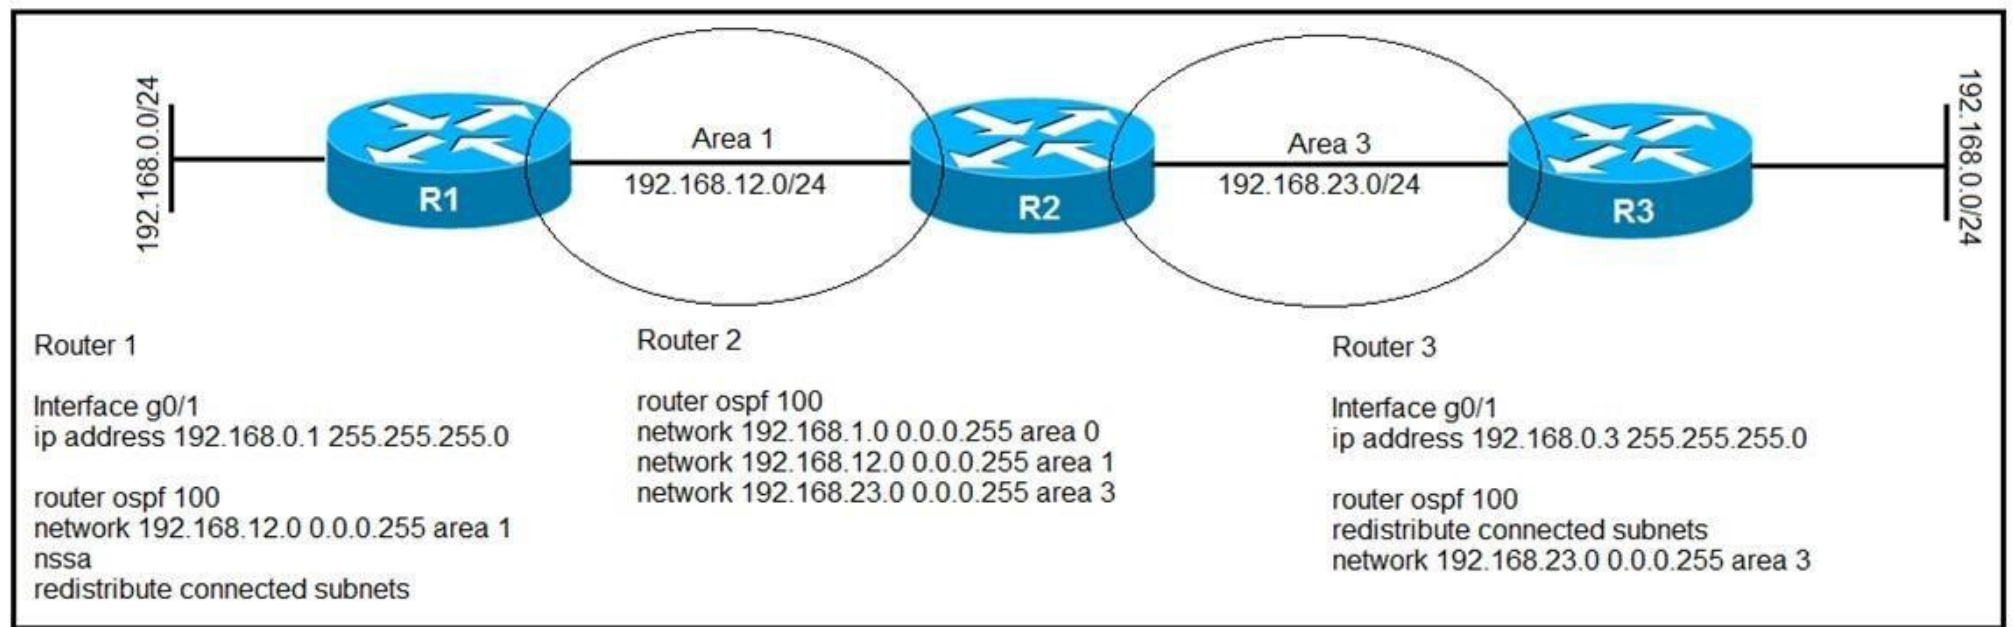 192.168.0.0/24
R1
Area 1
192.168.12.0/24
R2
Area 3
192.168.23.0/24
R3
192.168.0.0/24
Router 1
Interface g0/1
ip address 192.168.0.1 255.255.255.0
router ospf 100
network 192.168.12.0 0.0.0.255 area 1
nssa
redistribute connected subnets
Router 2
router ospf 100
network 192.168.1.0 0.0.0.255 area 0
network 192.168.12.0 0.0.0.255 area 1
network 192.168.23.0 0.0.0.255 area 3
Router 3
Interface g0/1
ip address 192.168.0.3 255.255.255.0
router ospf 100
redistribute connected subnets
network 192.168.23.0 0.0.0.255 area 3